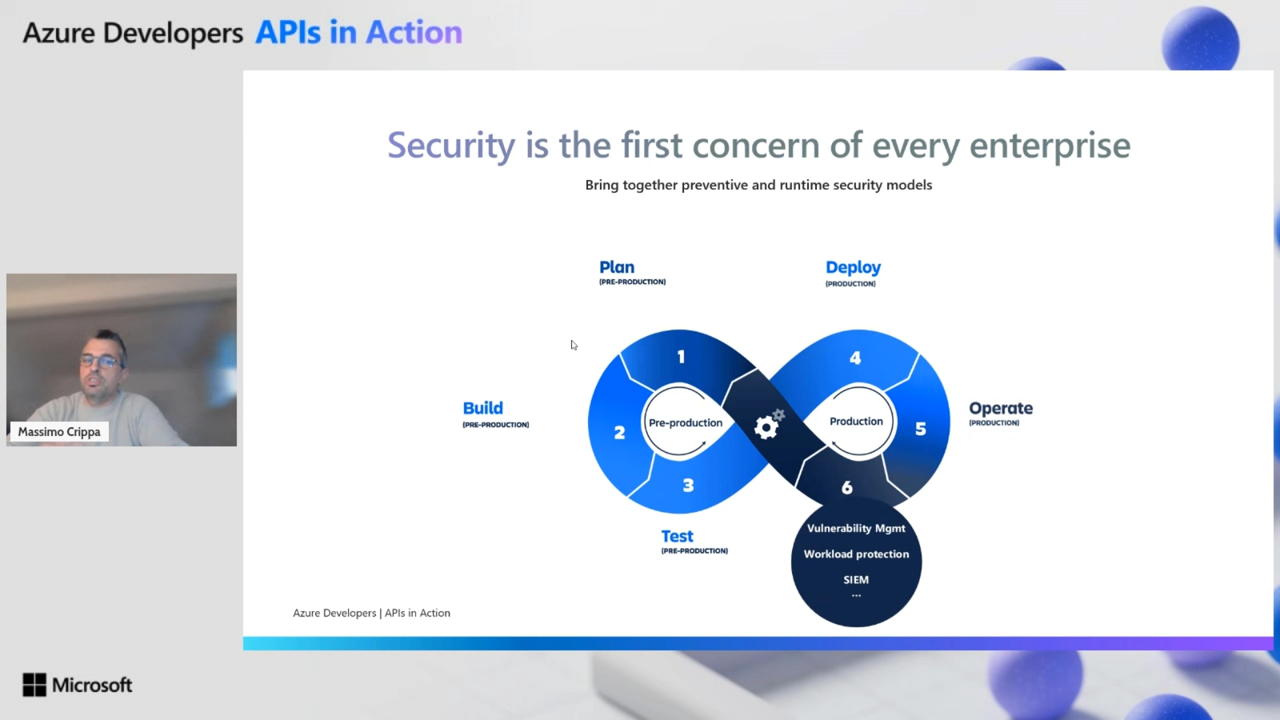 Azure Developers APIs in Action
Security is the first concern of every enterprise
Bring together preventive and runtime security models
Plan
(PRE-PRODUCTION)
Deploy
(PRODUCTION)
1
4
Build
(PRE-PRODUCTION)
Pre-production
Production
Operate
(PRODUCTION)
2
5
3
6
Test
(PRE-PRODUCTION)
Vulnerability Mgmt
Workload protection
SIEM
...
Massimo Crippa
Azure Developers | APIs in Action
Microsoft